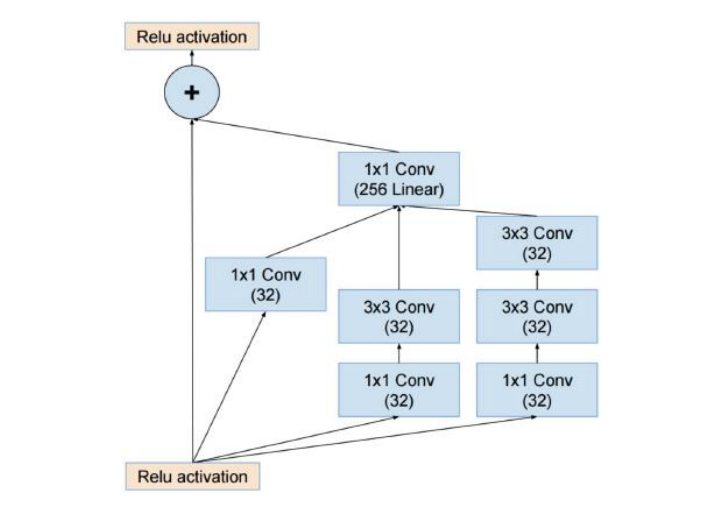 Relu activation
+
1x1 Conv
(256 Linear)
3x3 Conv
(32)
1x1 Conv
(32)
3x3 Conv
(32)
3x3 Conv
(32)
1x1 Conv
(32)
1x1 Conv
(32)
Relu activation